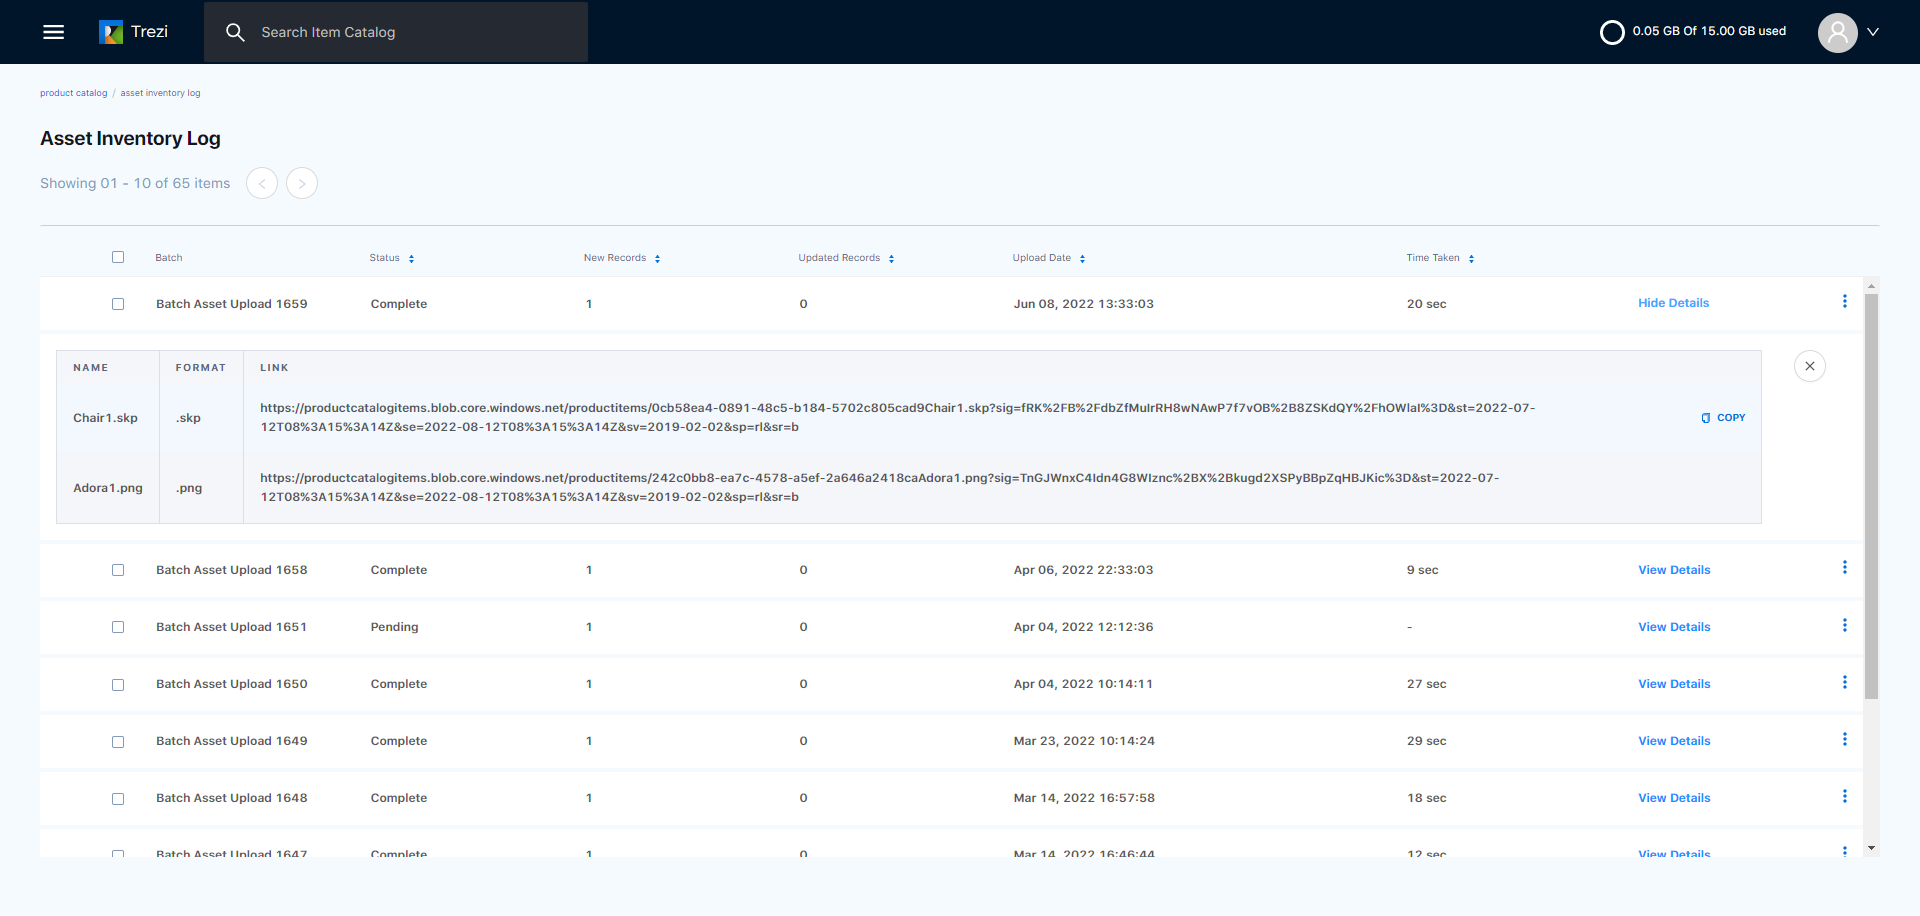 Trezi
Search Item Catalog
0.05 GB Of 15.00 GB used
product catalog / asset inventory log
Asset Inventory Log
Showing 01 - 10 of 65 items < >
Batch Status New Records Updated Records Upload Date Time Taken
Batch Asset Upload 1659 Complete 1 0 Jun 08, 2022 13:33:03 20 sec Hide Details
NAME FORMAT LINK
Chair1.skp .skp https://productcatalogitems.blob.core.windows.net/productitems/0cb58ea4-0891-48c5-b184-5702c805cad9Chair1.skp?sig=fRK%2FB%2FdbZfMulrRH8wNAwP7f7vOB%2B8ZSKdQY%2FhOWlaI%3D&st=2022-07-
12T08%3A15%3A14Z&se=2022-08-12T08%3A15%3A14Z&sv=2019-02-02&sp=rl&sr=b
COPY
Adora1.png .png https://productcatalogitems.blob.core.windows.net/productitems/242c0bb8-ea7c-4578-a5ef-2a646a2418caAdora1.png?sig=TnGJWnxC4ldn4G8WIznc%2BX%2Bkugd2XSPyBBpZqHBJKic%3D&st=2022-07-
12T08%3A15%3A14Z&se=2022-08-12T08%3A15%3A14Z&sv=2019-02-02&sp=rl&sr=b
Batch Asset Upload 1658 Complete 1 0 Apr 06, 2022 22:33:03 9 sec View Details
Batch Asset Upload 1651 Pending 1 0 Apr 04, 2022 12:12:36 - View Details
Batch Asset Upload 1650 Complete 1 0 Apr 04, 2022 10:14:11 27 sec View Details
Batch Asset Upload 1649 Complete 1 0 Mar 23, 2022 10:14:24 29 sec View Details
Batch Asset Upload 1648 Complete 1 0 Mar 14, 2022 16:57:58 18 sec View Details
Batch Asset Upload 1647 Complete 1 0 Mar 14, 2022 16:46:44 12 sec View Details